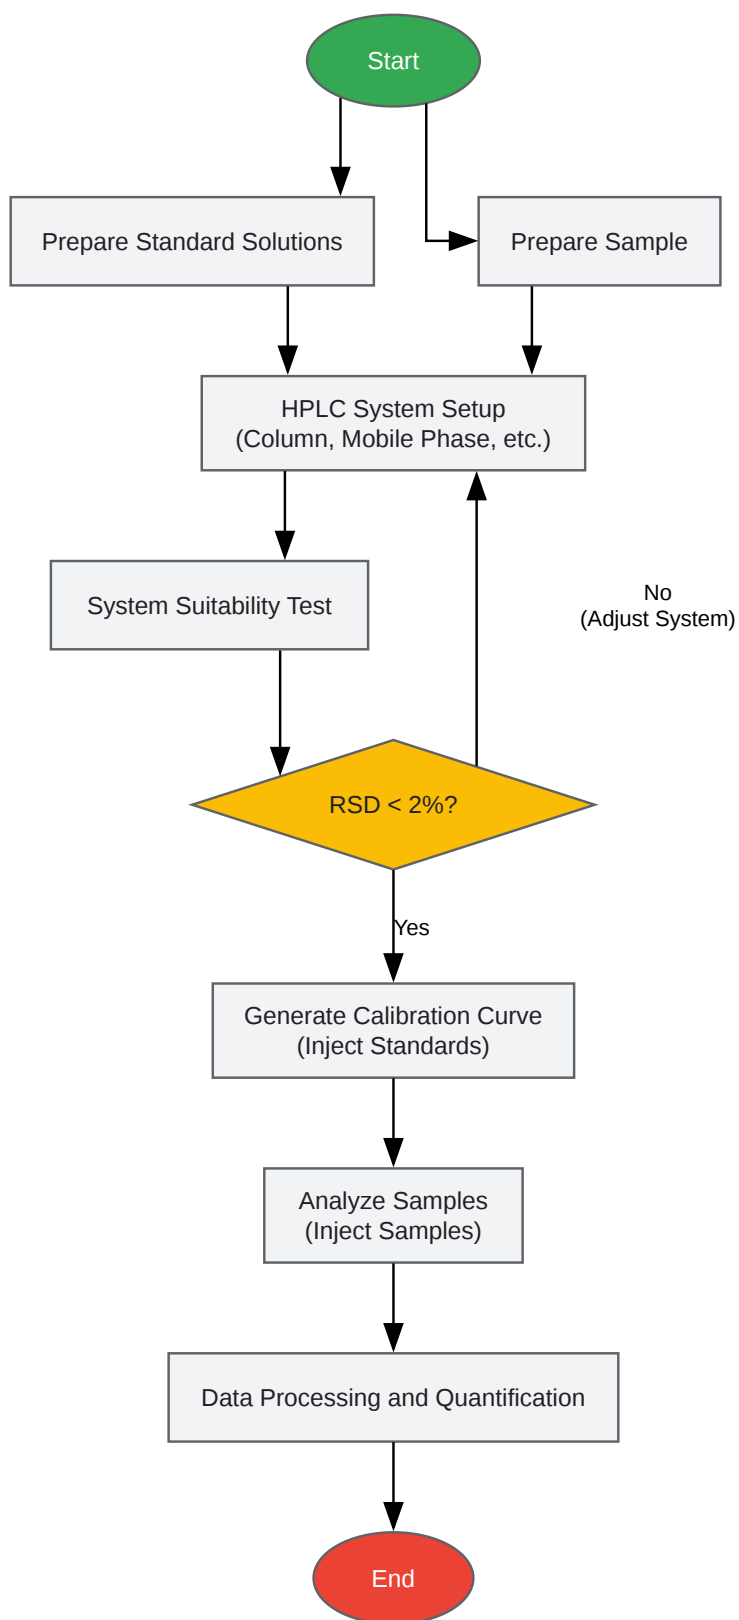 Start
Prepare Standard Solutions
Prepare Sample
HPLC System Setup
(Column, Mobile Phase, etc.)
System Suitability Test
No
(Adjust System)
RSD < 2%?
Yes
Generate Calibration Curve
(Inject Standards)
Analyze Samples
(Inject Samples)
Data Processing and Quantification
End